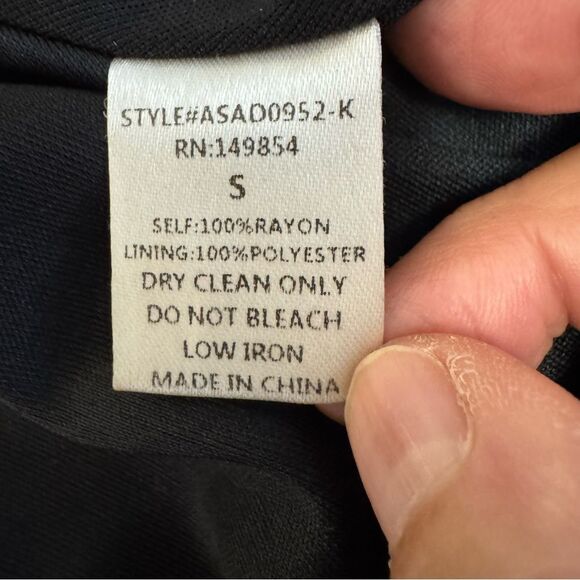 STYLE#ASAD0952-K
RN:149854
S
SELF:100%RAYON
LINING:100%POLYESTER
DRY CLEAN ONLY
DO NOT BLEACH
LOW IRON
MADE IN CHINA